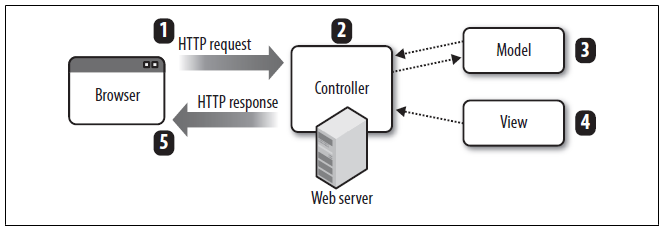 1
HTTP request
2
Model
3
Browser
Controller
HTTP response
View
4
5
Web server